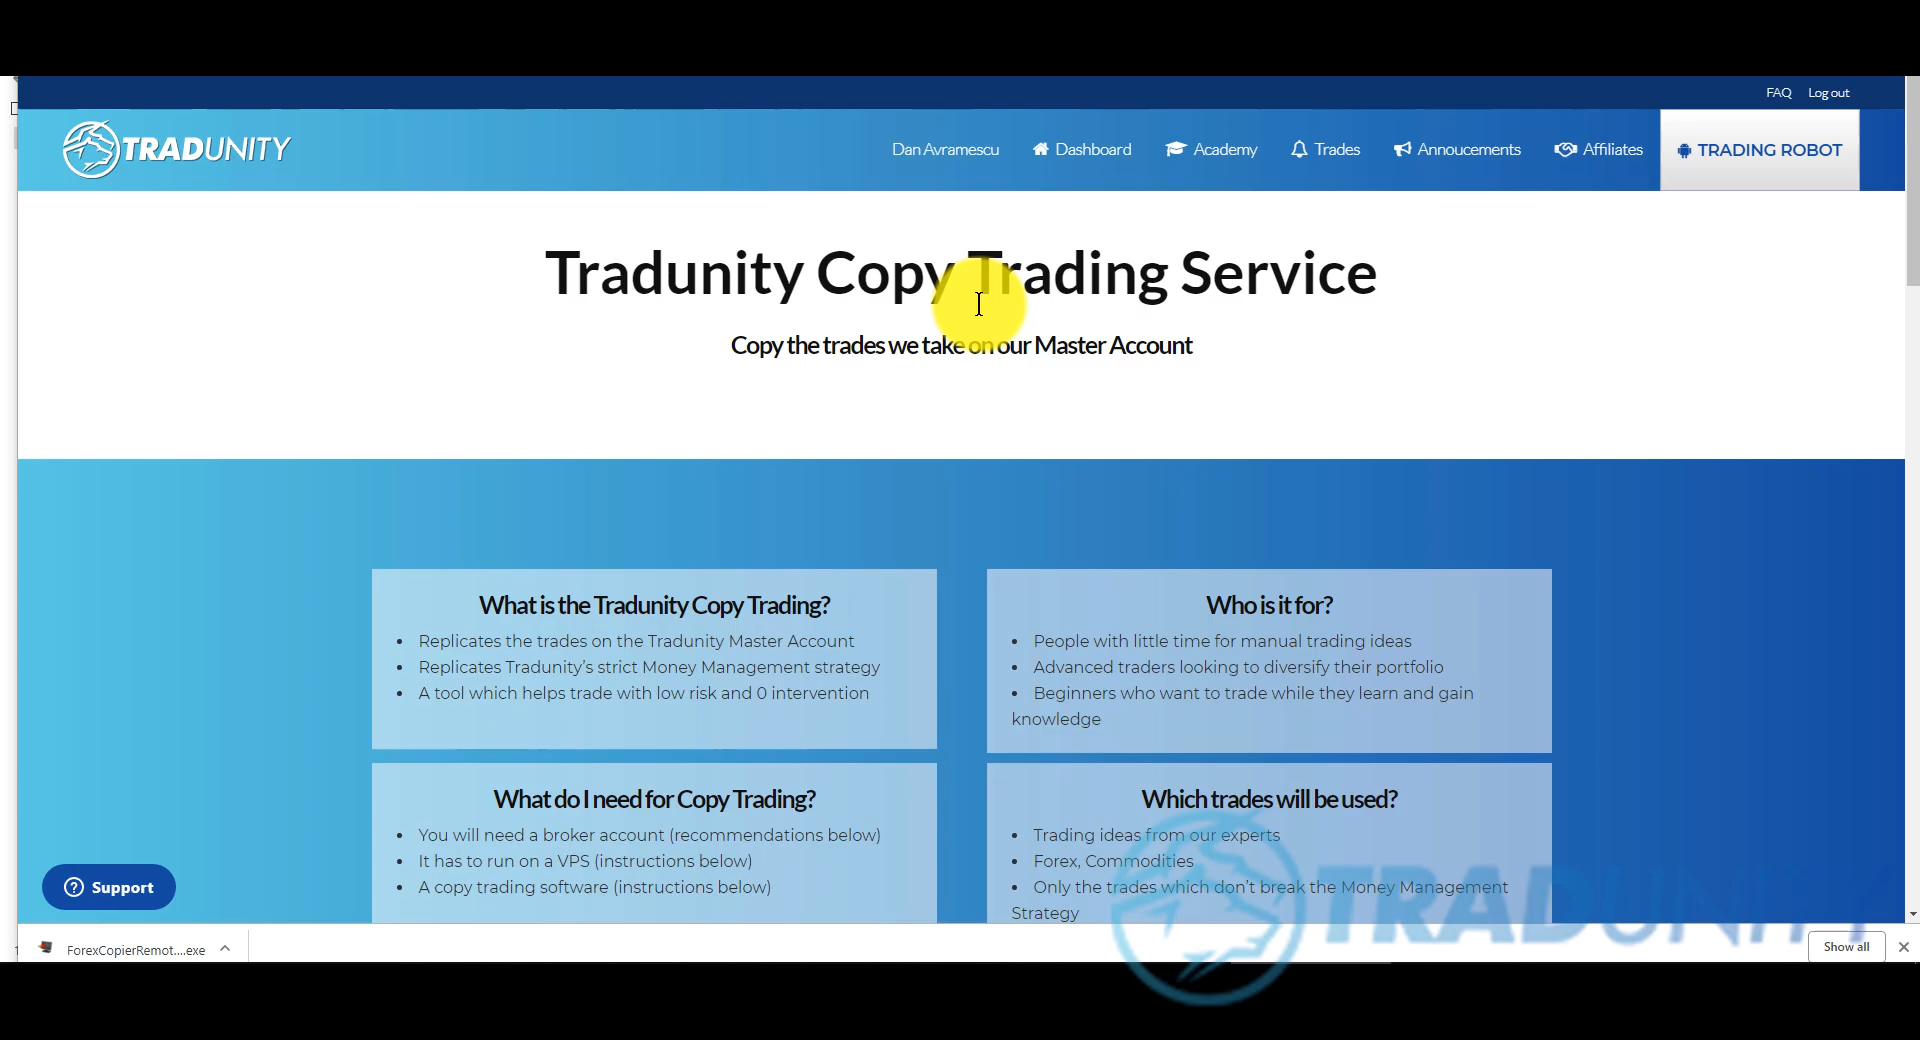 FAQ Log out
TRADUNITY
Dan Avramescu Dashboard Academy Trades Annoucements Affiliates TRADING ROBOT
Tradunity Copy Trading Service
Copy the trades we take on our Master Account
What is the Tradunity Copy Trading?
• Replicates the trades on the Tradunity Master Account
• Replicates Tradunity's strict Money Management strategy
• A tool which helps trade with low risk and 0 intervention
Who is it for?
• People with little time for manual trading ideas
• Advanced traders looking to diversify their portfolio
• Beginners who want to trade while they learn and gain
knowledge
What do I need for Copy Trading?
• You will need a broker account (recommendations below)
• It has to run on a VPS (instructions below)
• A copy trading software (instructions below)
Which trades will be used?
• Trading ideas from our experts
• Forex, Commodities
• Only the trades which don't break the Money Management
Strategy
Support
TRADUNITY
ForexCopierRemot....exe
Show all